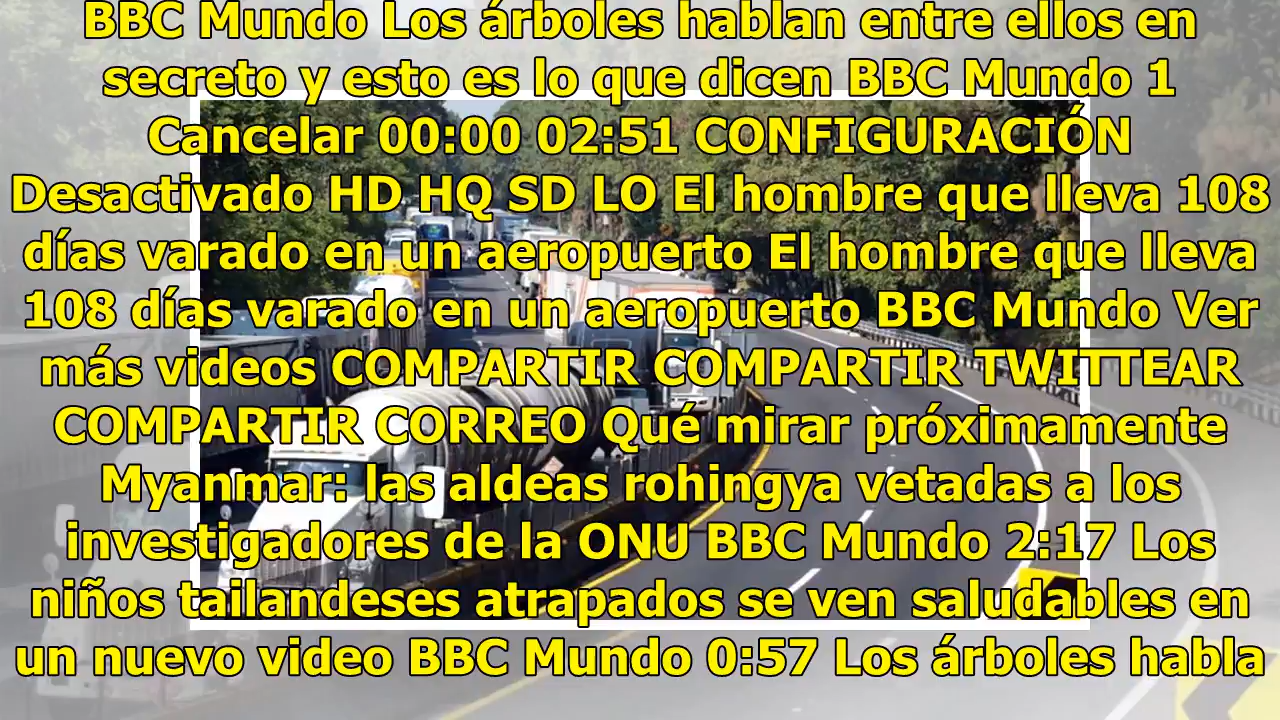 BBC Mundo Los árboles hablan entre ellos en
secreto y esto es lo que dicen BBC Mundo 1
Cancelar 00:00 02:51 CONFIGURACIÓN
Desactivado HD HQ SD LO El hombre que lleva 108
días varado en un aeropuerto El hombre que lleva
108 días varado en un aeropuerto BBC Mundo Ver
más videos COMPARTIR COMPARTIR TWITTEAR
COMPARTIR CORREO Qué mirar próximamente
Myanmar: las aldeas rohingya vetadas a los
investigadores de la ONU BBC Mundo 2:17 Los
niños tailandeses atrapados se ven saludables en
un nuevo video BBC Mundo 0:57 Los árboles habla